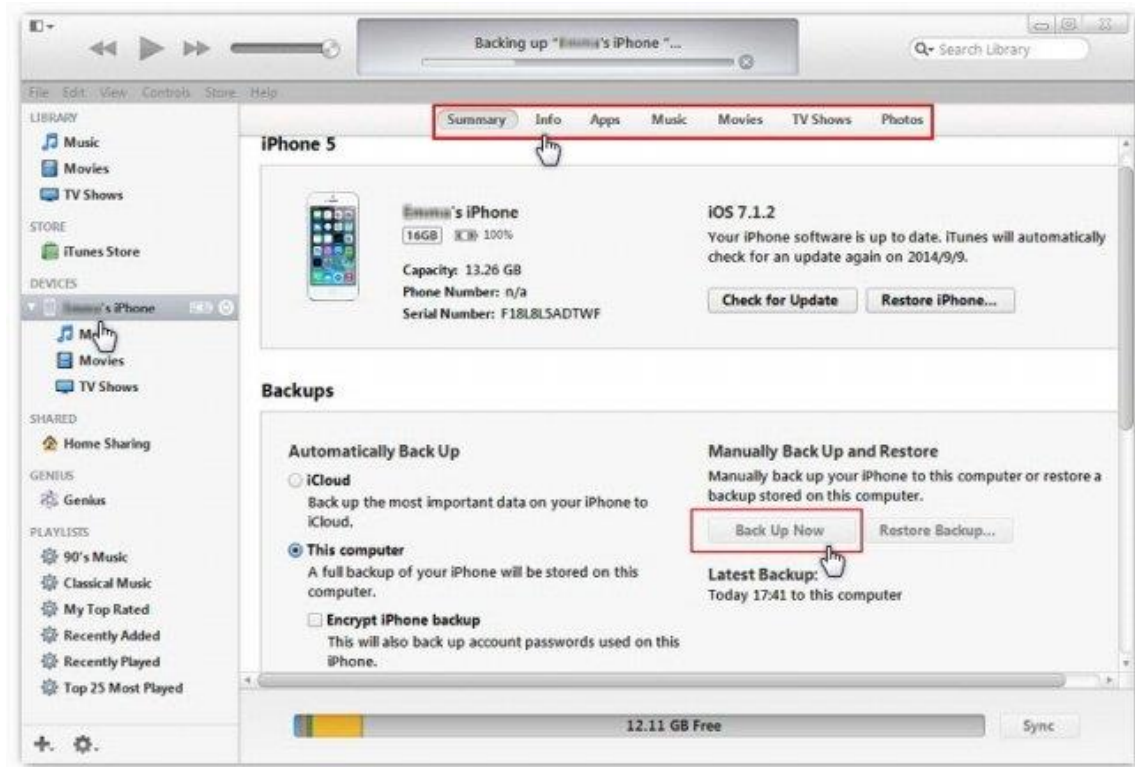 Backing up "Emma's iPhone "...
Search Library
File Edit View Controls Store Help
LIBRARY
Music
Movies
TV Shows
STORE
iTunes Store
DEVICES
's iPhone
Movies
TV Shows
SHARED
Home Sharing
GENIUS
Genius
PLAYLISTS
90's Music
Classical Music
My Top Rated
Recently Added
Recently Played
Top 25 Most Played
Summary Info Apps Music Movies TV Shows Photos
iPhone 5
Emma's iPhone
16GB 100%
Capacity: 13.26 GB
Phone Number: n/a
Serial Number: F18L8L5ADTWF
iOS 7.1.2
Your iPhone software is up to date. iTunes will automatically
check for an update again on 2014/9/9.
Check for Update Restore iPhone...
Backups
Automatically Back Up
iCloud
Back up the most important data on your iPhone to
iCloud.
This computer
A full backup of your iPhone will be stored on this
computer.
Encrypt iPhone backup
This will also back up account passwords used on this
iPhone.
Manually Back Up and Restore
Manually back up your iPhone to this computer or restore a
backup stored on this computer.
Back Up Now Restore Backup...
Latest Backup:
Today 17:41 to this computer
12.11 GB Free
Sync